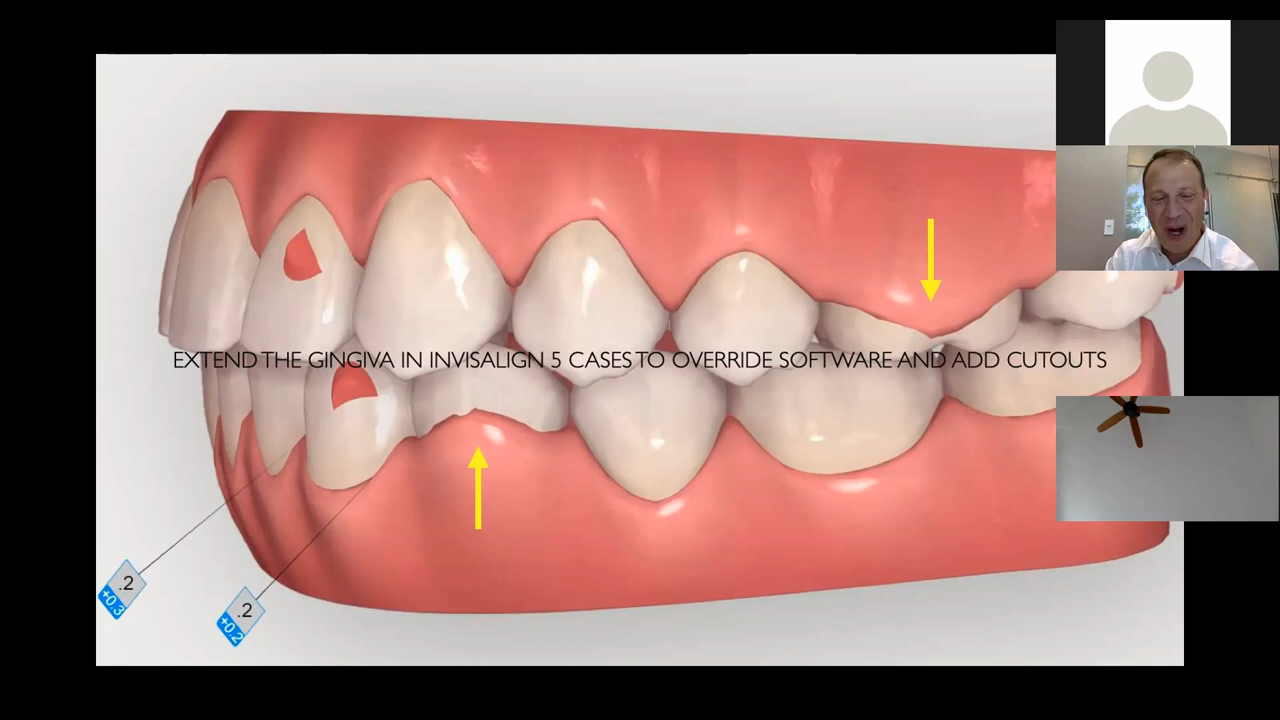 EXTEND THE GINGIVA IN INVISALIGN 5 CASES TO OVERRIDE SOFTWARE AND ADD CUTOUTS
.2
+0.3
.2
+0.2